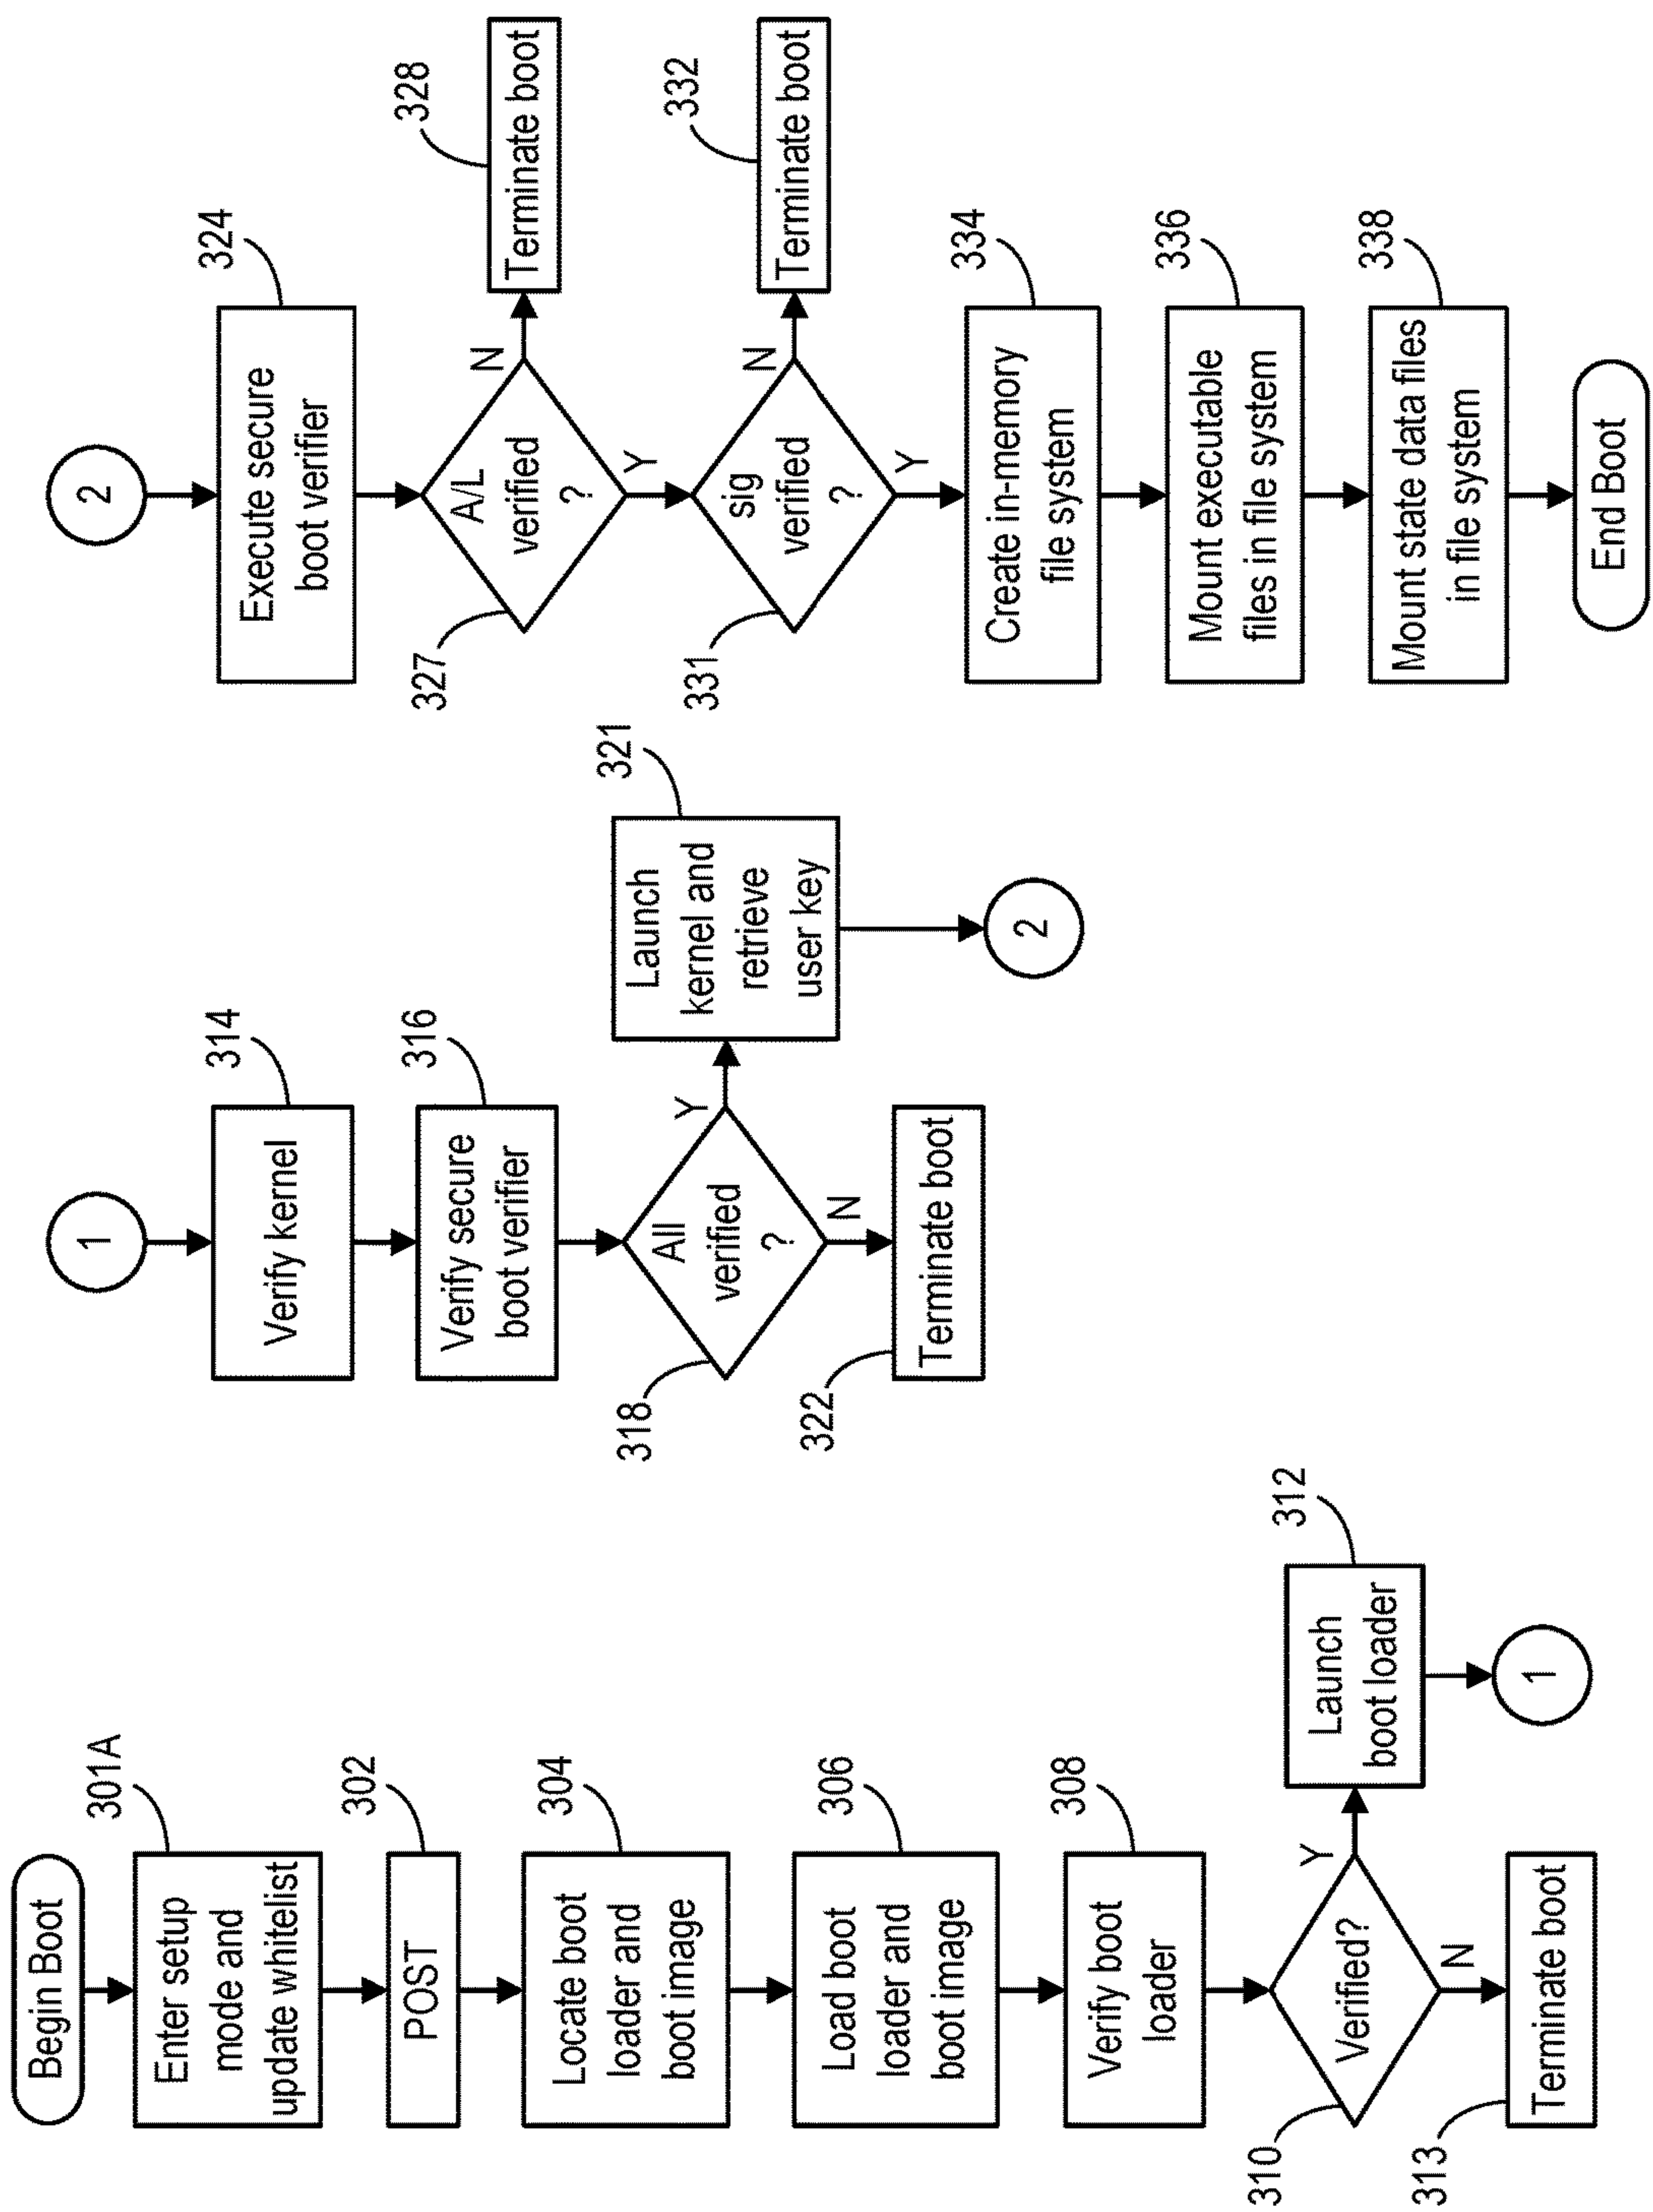 Begin Boot
301A
Enter setup
mode and
update whitelist
302
POST
304
Locate boot
loader and
boot image
306
Load boot
loader and
boot image
308
Verify boot
loader
310
Verified?
Y
N
312
Launch
boot loader
1
313
Terminate boot
1
314
Verify kernel
316
Verify secure
boot verifier
318
All
verified
?
Y
N
321
Launch
kernel and
retrieve
user key
2
322
Terminate boot
2
324
Execute secure
boot verifier
327
A/L
verified
?
N
Y
328
Terminate boot
331
sig
verified
?
N
Y
332
Terminate boot
334
Create in-memory
file system
336
Mount executable
files in file system
338
Mount state data files
in file system
End Boot